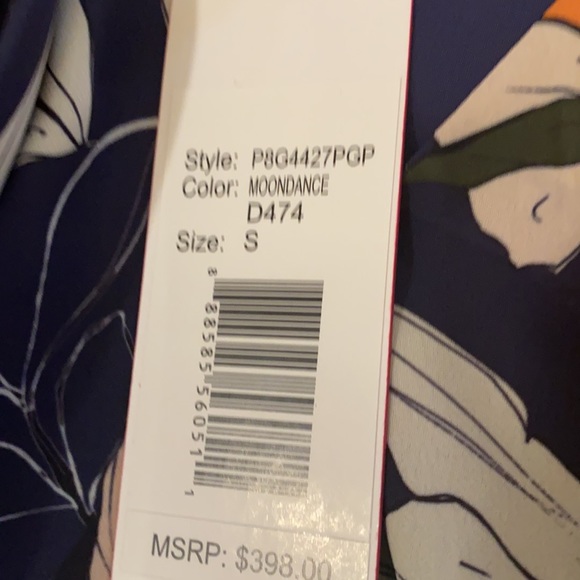 Style: P8G4427PGP
Color: MOONDANCE
D474
Size: S
8 88585 56051 1
MSRP: $398.00